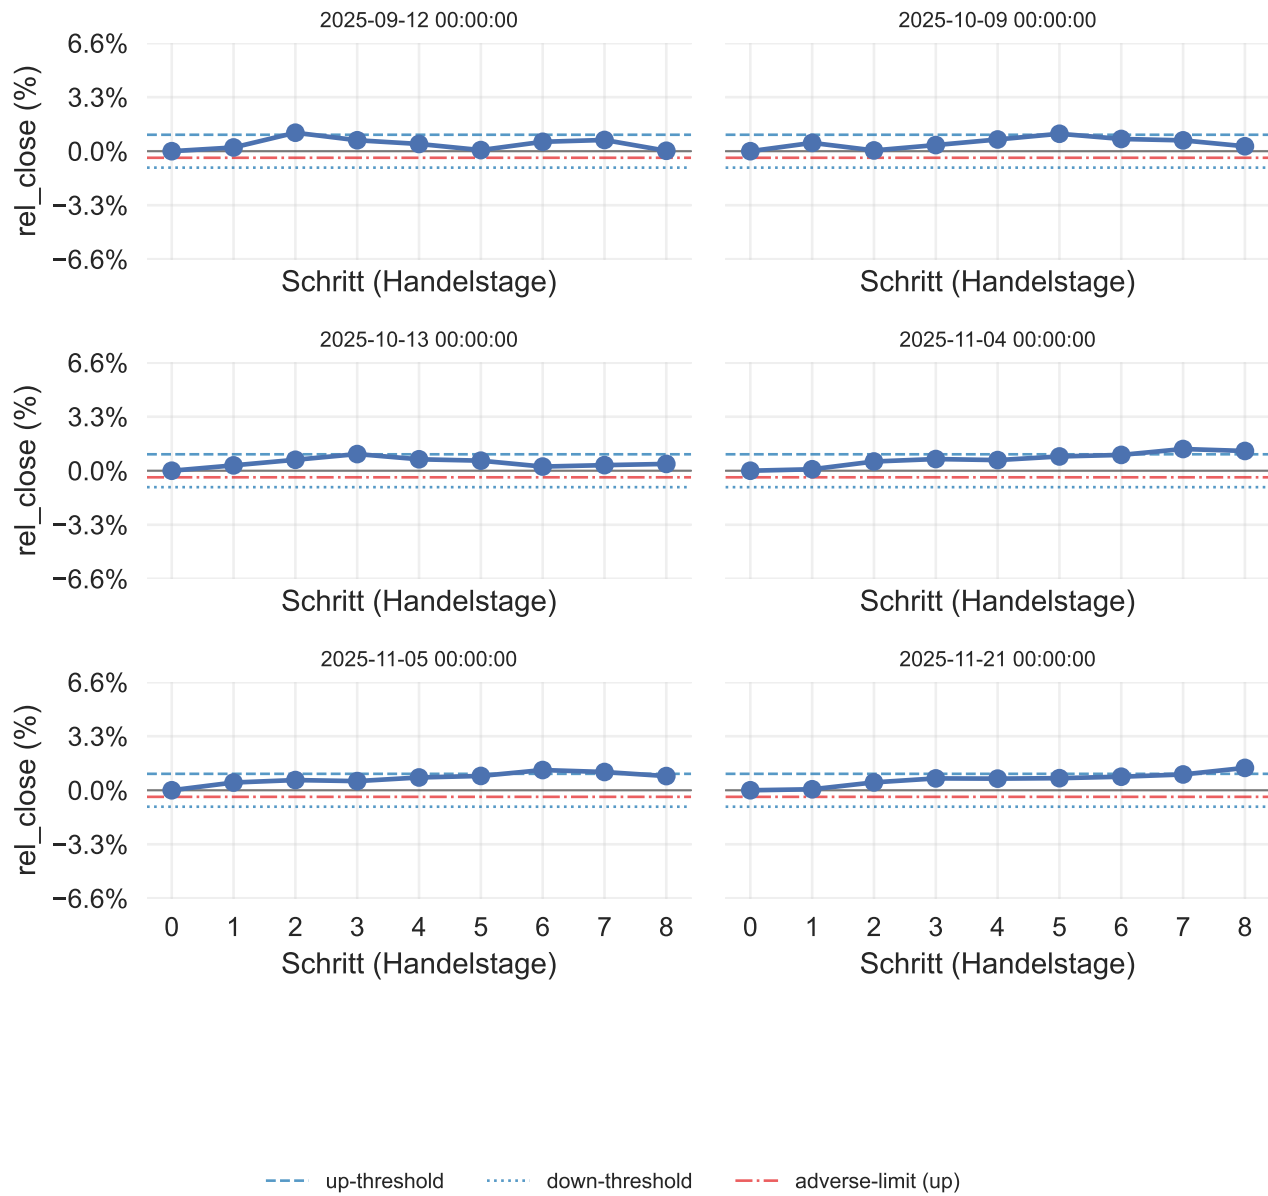 2025-09-12 00:00:00
2025-10-09 00:00:00
6.6%
3.3%
0.0%
−3.3%
−6.6%
rel_close (%)
Schritt (Handelstage)
Schritt (Handelstage)
2025-10-13 00:00:00
2025-11-04 00:00:00
6.6%
3.3%
0.0%
−3.3%
−6.6%
rel_close (%)
Schritt (Handelstage)
Schritt (Handelstage)
2025-11-05 00:00:00
2025-11-21 00:00:00
6.6%
3.3%
0.0%
−3.3%
−6.6%
rel_close (%)
0 1 2 3 4 5 6 7 8
0 1 2 3 4 5 6 7 8
Schritt (Handelstage)
Schritt (Handelstage)
up-threshold down-threshold adverse-limit (up)